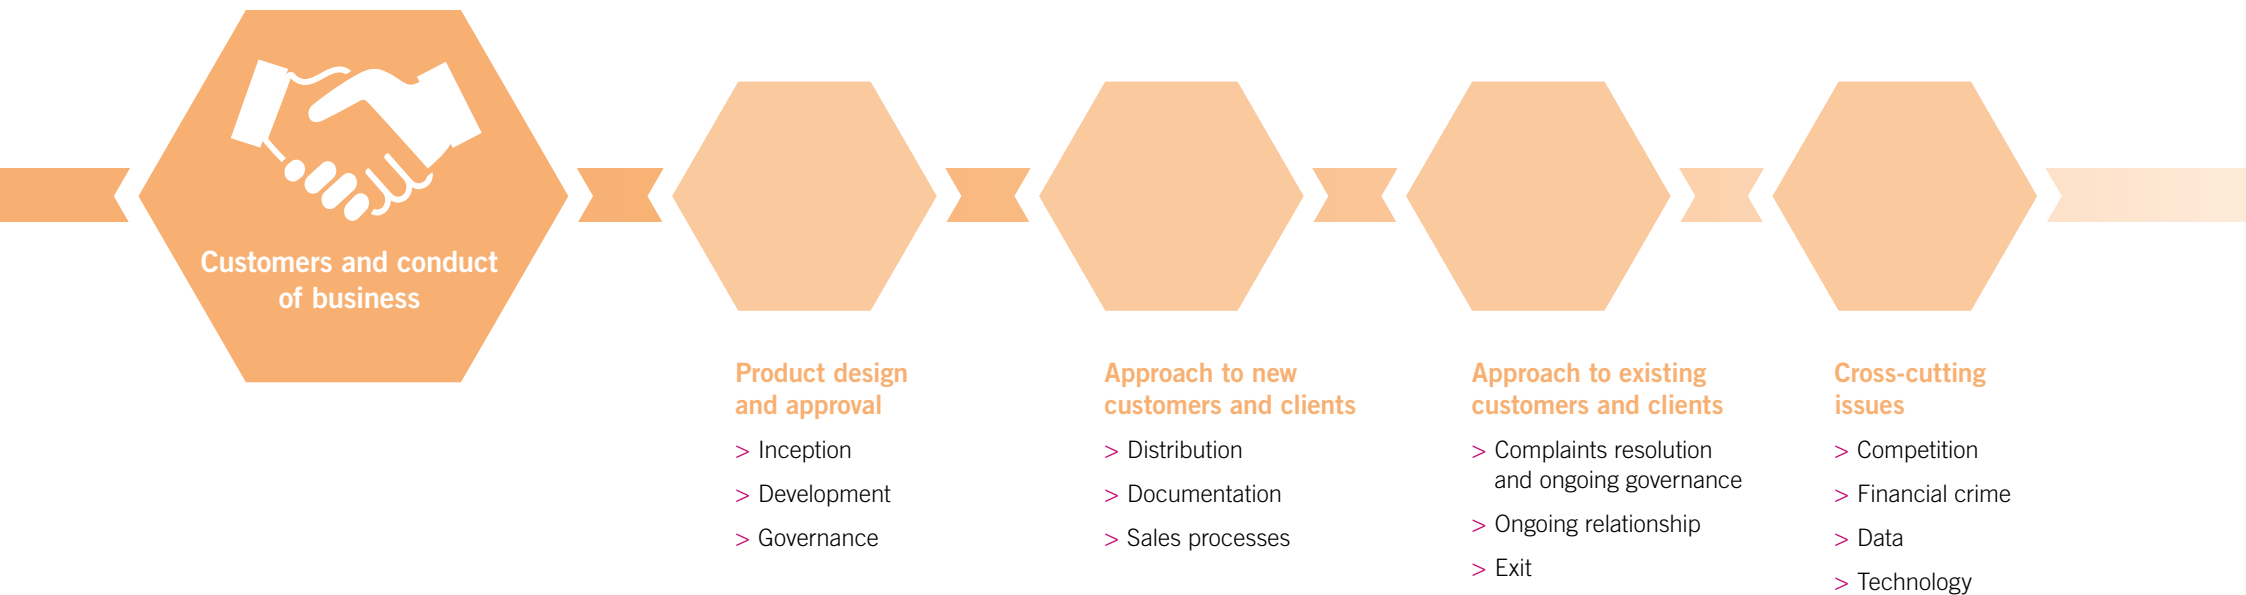 Customers and conduct
of business
Product design
and approval
> Inception
> Development
> Governance
Approach to new
customers and clients
> Distribution
> Documentation
> Sales processes
Approach to existing
customers and clients
> Complaints resolution
and ongoing governance
> Ongoing relationship
> Exit
Cross-cutting
issues
> Competition
> Financial crime
> Data
> Technology